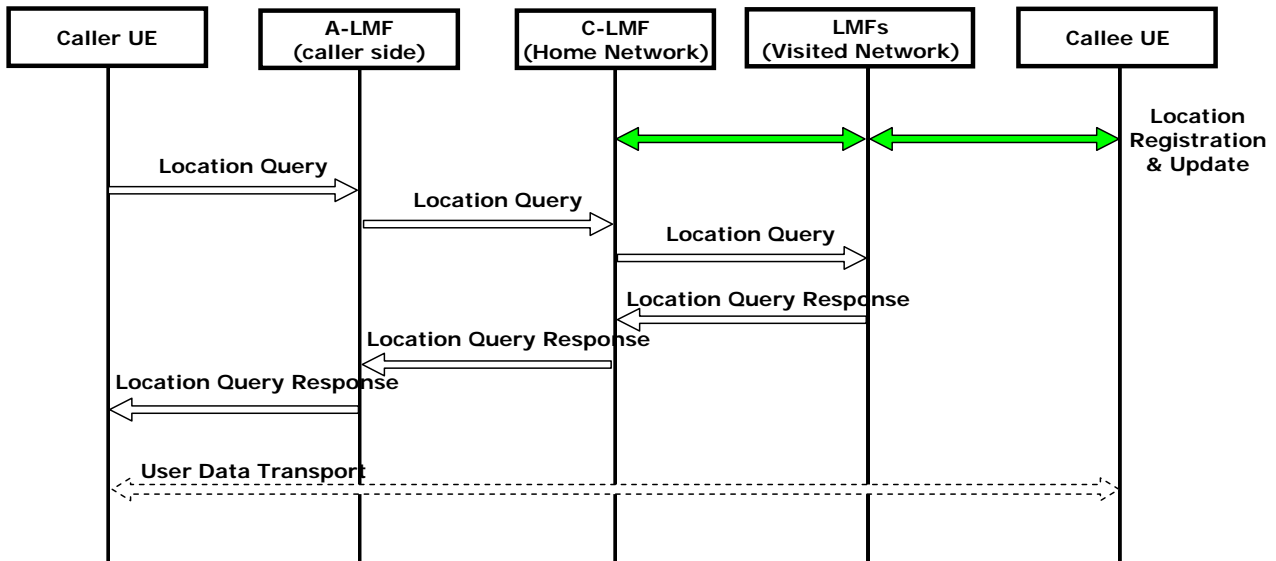 Caller UE
A-LMF
(caller side)
C-LMF
(Home Network)
LMFs
(Visited Network)
Callee UE
Location
Registration
& Update
Location Query
Location Query
Location Query
Location Query Response
Location Query Response
Location Query Response
User Data Transport